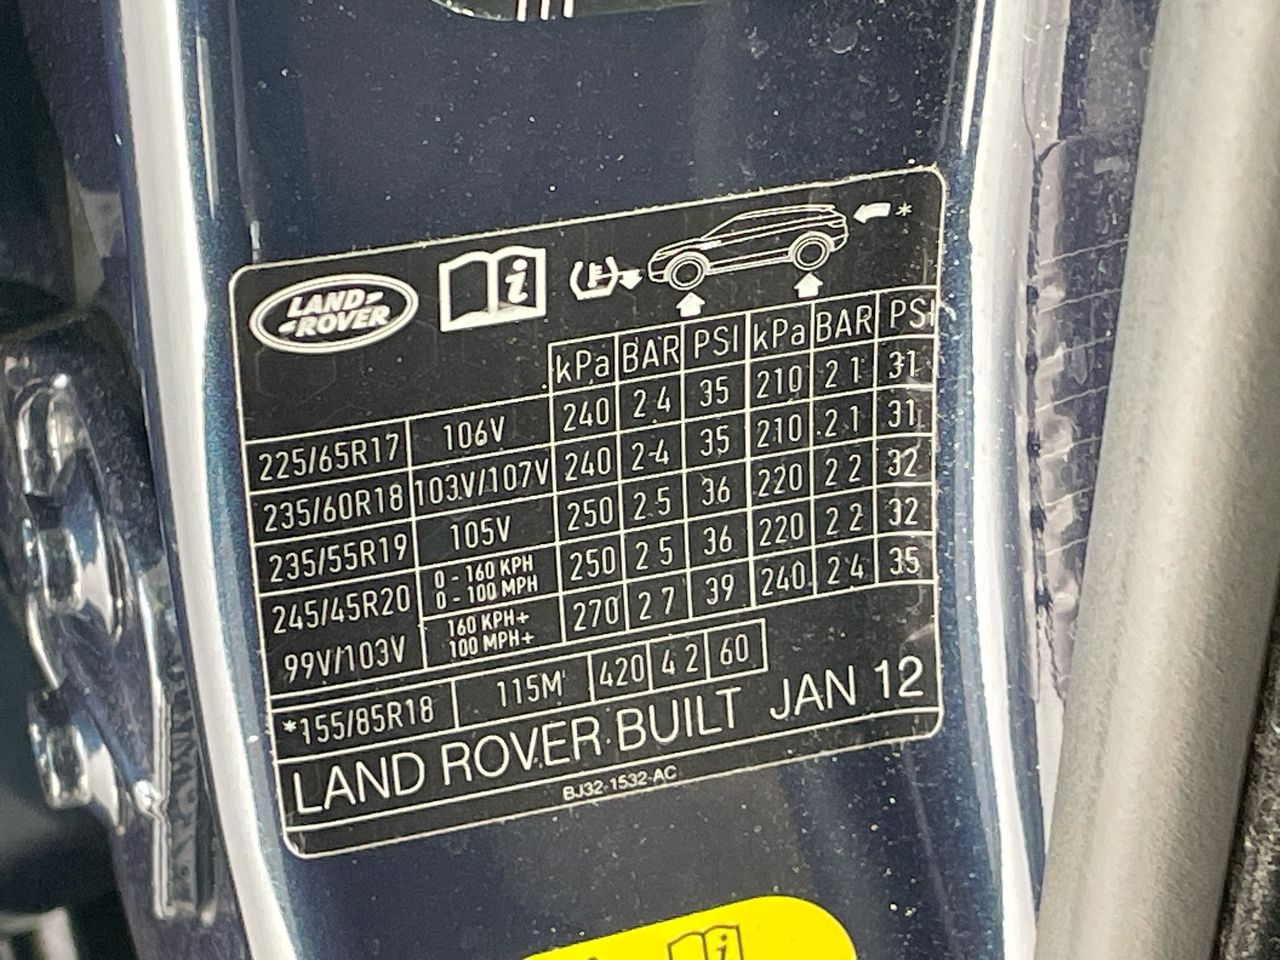 LAND-
-ROVER
i
*
kPa BAR PSI kPa BAR PSI
225/65R17 106V 240 2.4 35 210 2.1 31
235/60R18 103V/107V 240 2.4 35 210 2.1 31
235/55R19 105V 250 2.5 36 220 2.2 32
245/45R20 0 - 160 KPH 250 2.5 36 220 2.2 32
0 - 100 MPH
99V/103V 160 KPH+ 270 2.7 39 240 2.4 35
100 MPH+
*155/85R18 115M 420 4.2 60
LAND ROVER BUILT JAN 12
BJ32-1532-AC
i